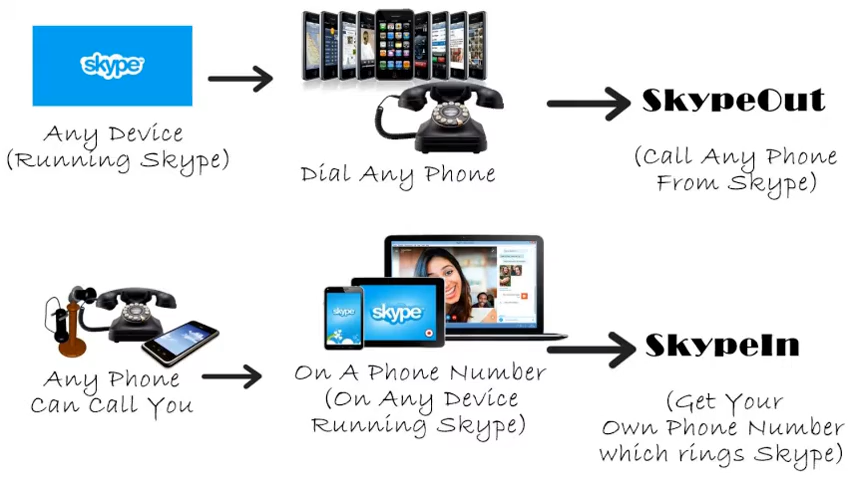 skype
Any Device
(Running Skype)
Dial Any Phone
SkypeOut
(Call Any Phone
From Skype)
Any Phone
Can Call You
skype
skype
On A Phone Number
(On Any Device
Running Skype)
SkypeIn
(Get Your
Own Phone Number
which rings Skype)